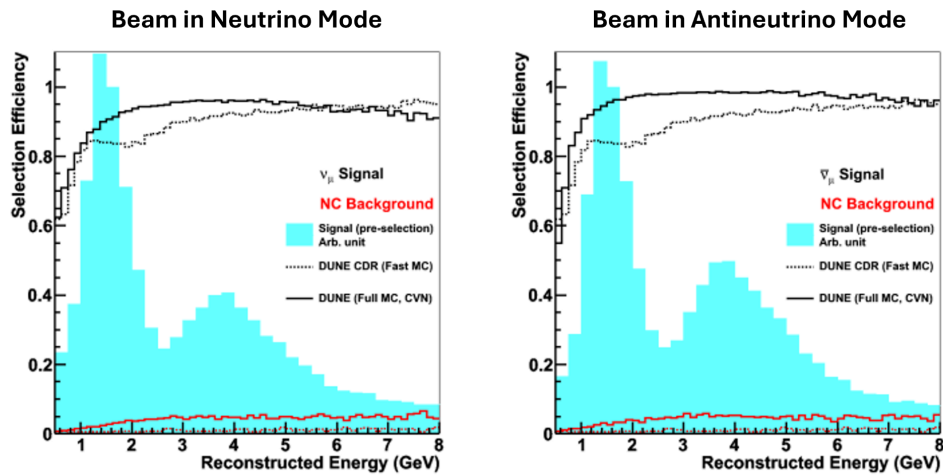 Beam in Neutrino Mode
Selection Efficiency
1
0.8
0.6
0.4
0.2
0
νμ Signal
NC Background
Signal (pre-selection)
Arb. unit
DUNE CDR (Fast MC)
DUNE (Full MC, CVN)
1 2 3 4 5 6 7 8
Reconstructed Energy (GeV)
Beam in Antineutrino Mode
Selection Efficiency
1
0.8
0.6
0.4
0.2
0
ν̅μ Signal
NC Background
Signal (pre-selection)
Arb. unit
DUNE CDR (Fast MC)
DUNE (Full MC, CVN)
1 2 3 4 5 6 7 8
Reconstructed Energy (GeV)